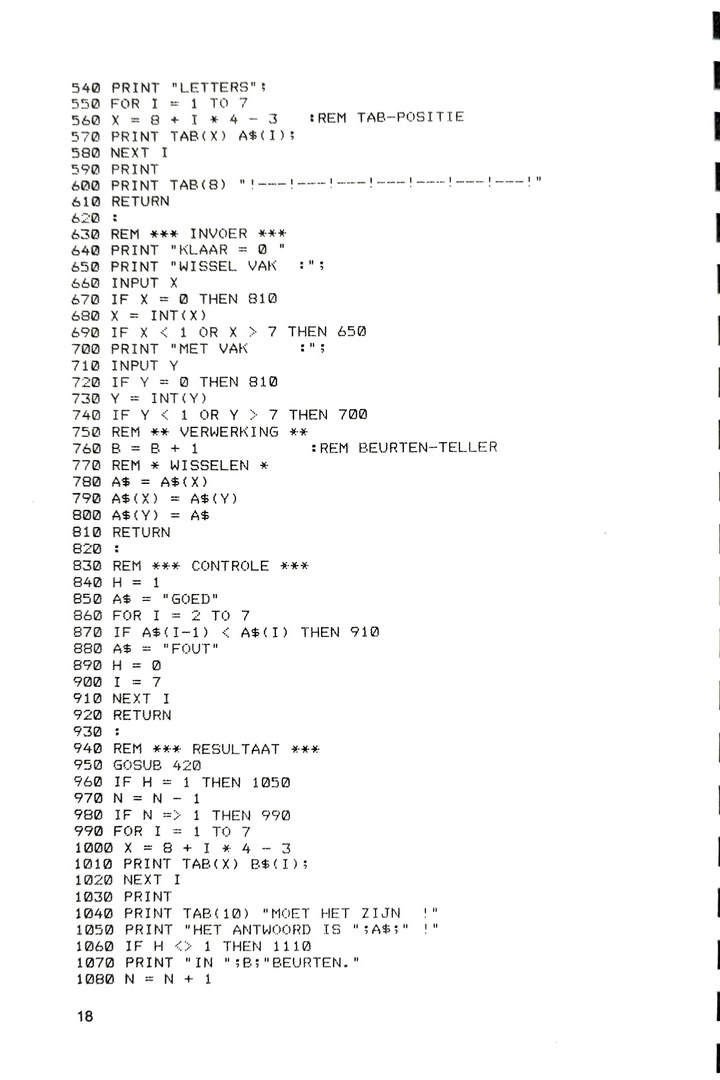 540 PRINT "LETTERS";
550 FOR I = 1 TO 7
560 X = 8 + I * 4 - 3   :REM TAB-POSITIE
570 PRINT TAB(X) A$(I);
580 NEXT I
590 PRINT
600 PRINT TAB(8) "!---!---!---!---!---!---!---!"
610 RETURN
620 :
630 REM *** INVOER ***
640 PRINT "KLAAR = 0 "
650 PRINT "WISSEL VAK  :";
660 INPUT X
670 IF X = 0 THEN 810
680 X = INT(X)
690 IF X < 1 OR X > 7 THEN 650
700 PRINT "MET VAK     :";
710 INPUT Y
720 IF Y = 0 THEN 810
730 Y = INT(Y)
740 IF Y < 1 OR Y > 7 THEN 700
750 REM ** VERWERKING **
760 B = B + 1           :REM BEURTEN-TELLER
770 REM * WISSELEN *
780 A$ = A$(X)
790 A$(X) = A$(Y)
800 A$(Y) = A$
810 RETURN
820 :
830 REM *** CONTROLE ***
840 H = 1
850 A$ = "GOED"
860 FOR I = 2 TO 7
870 IF A$(I-1) < A$(I) THEN 910
880 A$ = "FOUT"
890 H = 0
900 I = 7
910 NEXT I
920 RETURN
930 :
940 REM *** RESULTAAT ***
950 GOSUB 420
960 IF H = 1 THEN 1050
970 N = N - 1
980 IF N => 1 THEN 990
990 FOR I = 1 TO 7
1000 X = 8 + I * 4 - 3
1010 PRINT TAB(X) B$(I);
1020 NEXT I
1030 PRINT
1040 PRINT TAB(10) "MOET HET ZIJN  !"
1050 PRINT "HET ANTWOORD IS ";A$;" !"
1060 IF H <> 1 THEN 1110
1070 PRINT "IN ";B;"BEURTEN."
1080 N = N + 1
18